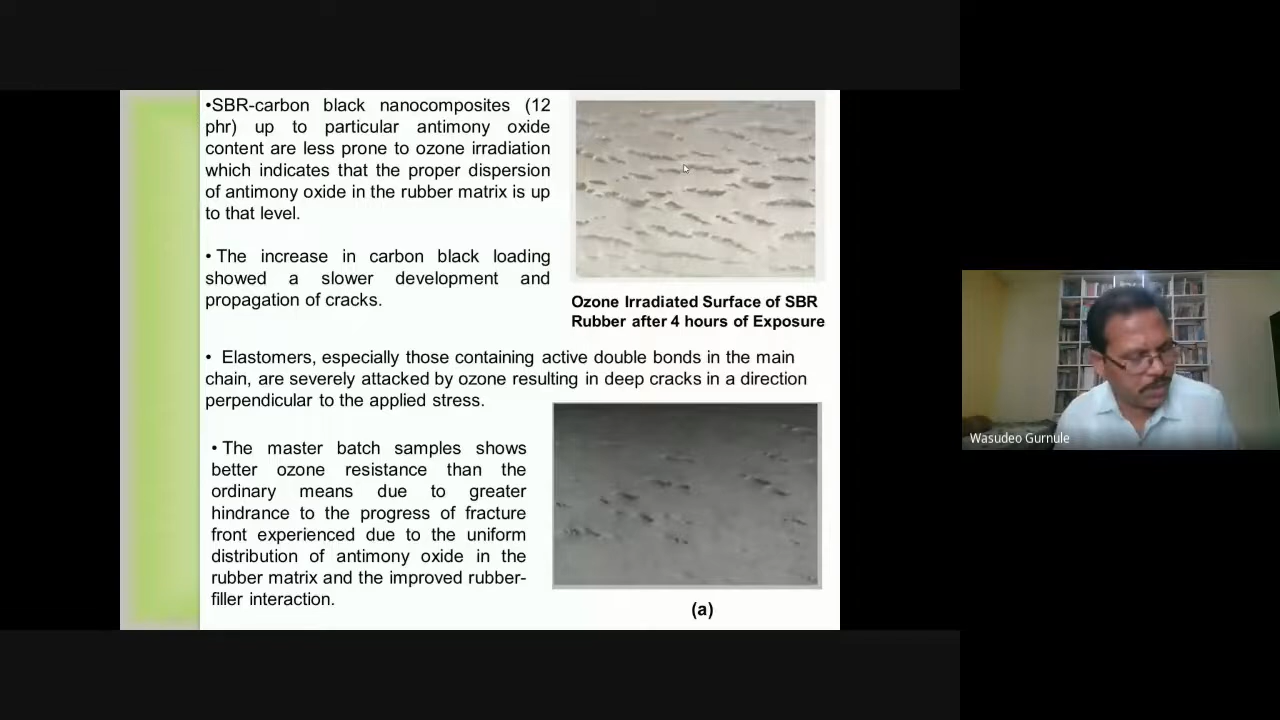 •SBR-carbon black nanocomposites (12
phr) up to particular antimony oxide
content are less prone to ozone irradiation
which indicates that the proper dispersion
of antimony oxide in the rubber matrix is up
to that level.
• The increase in carbon black loading
showed a slower development and
propagation of cracks.
Ozone Irradiated Surface of SBR
Rubber after 4 hours of Exposure
• Elastomers, especially those containing active double bonds in the main
chain, are severely attacked by ozone resulting in deep cracks in a direction
perpendicular to the applied stress.
• The master batch samples shows
better ozone resistance than the
ordinary means due to greater
hindrance to the progress of fracture
front experienced due to the uniform
distribution of antimony oxide in the
rubber matrix and the improved rubber-
filler interaction.
(a)
Wasudeo Gurnule